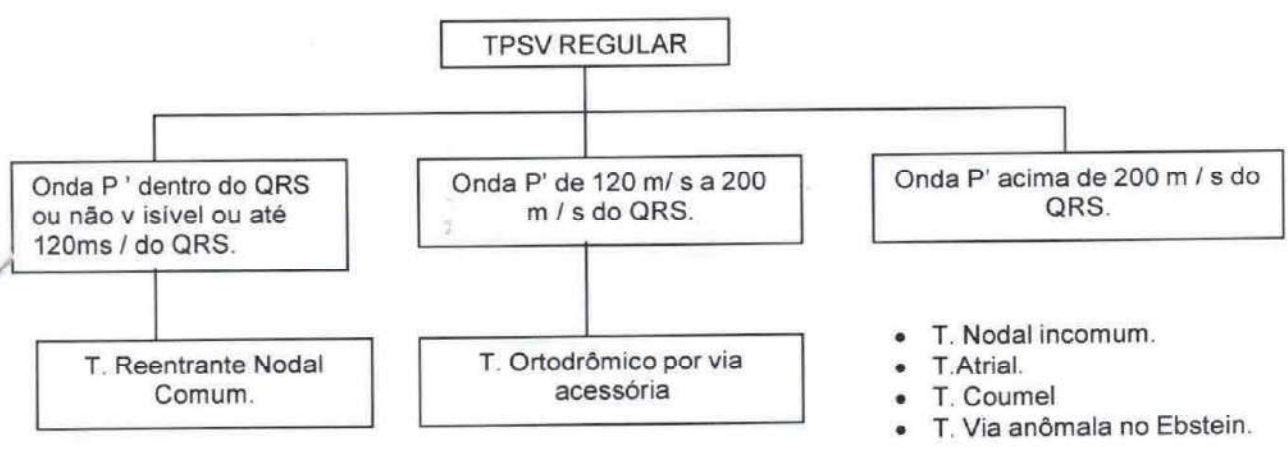 TPSV REGULAR
Onda P ' dentro do QRS
ou não v isível ou até
120ms / do QRS.
Onda P' de 120 m/ s a 200
m / s do QRS.
Onda P' acima de 200 m / s do
QRS.
T. Reentrante Nodal
Comum.
T. Ortodrômico por via
acessória
• T. Nodal incomum.
• T.Atrial.
• T. Coumel
• T. Via anômala no Ebstein.